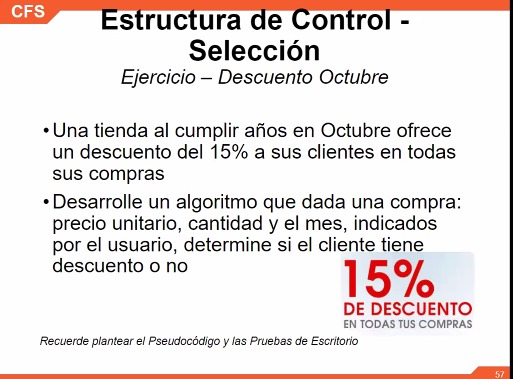 CFS
Estructura de Control -
Selección
Ejercicio – Descuento Octubre
• Una tienda al cumplir años en Octubre ofrece
un descuento del 15% a sus clientes en todas
sus compras
• Desarrolle un algoritmo que dada una compra:
precio unitario, cantidad y el mes, indicados
por el usuario, determine si el cliente tiene
descuento o no
15%
DE DESCUENTO
EN TODAS TUS COMPRAS
Recuerde plantear el Pseudocódigo y las Pruebas de Escritorio
57